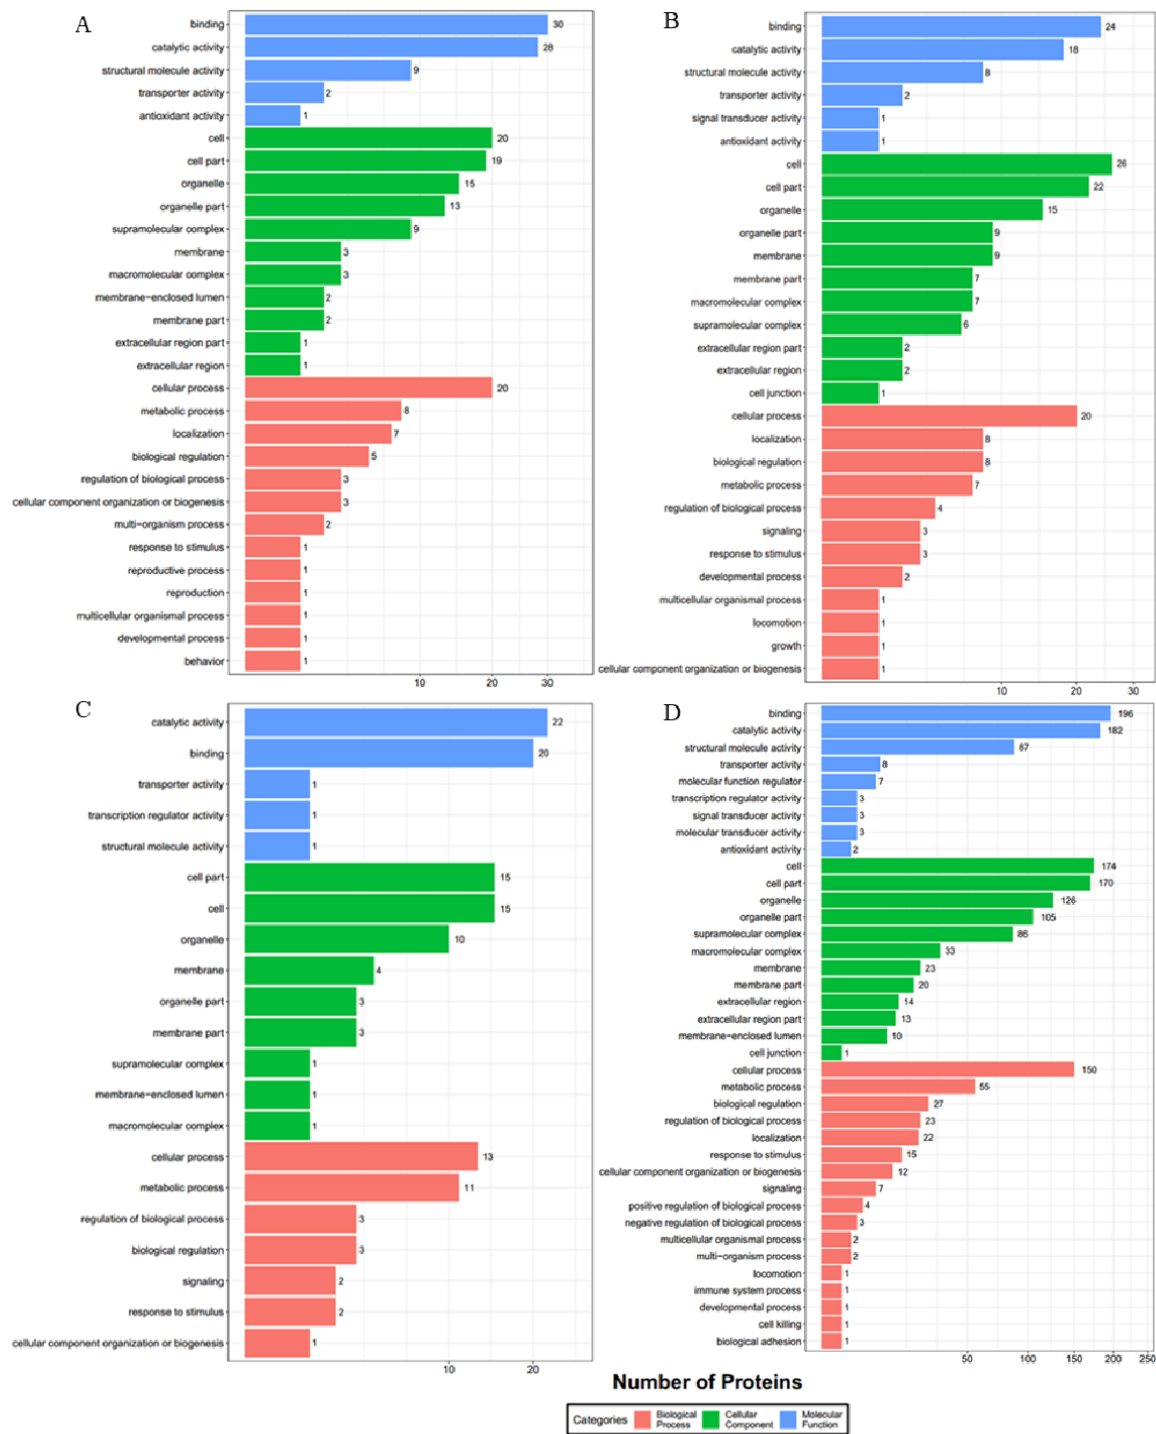 A
binding 30
catalytic activity 28
structural molecule activity 9
transporter activity 2
antioxidant activity 1
cell 20
cell part 19
organelle 15
organelle part 13
supramolecular complex 9
membrane 3
macromolecular complex 3
membrane-enclosed lumen 2
membrane part 2
extracellular region part 1
extracellular region 1
cellular process 20
metabolic process 8
localization 7
biological regulation 5
regulation of biological process 3
cellular component organization or biogenesis 3
multi-organism process 2
response to stimulus 1
reproductive process 1
reproduction 1
multicellular organismal process 1
developmental process 1
behavior 1
10 20 30
B
binding 24
catalytic activity 18
structural molecule activity 8
transporter activity 2
signal transducer activity 1
antioxidant activity 1
cell 26
cell part 22
organelle 15
organelle part 9
membrane 9
membrane part 7
macromolecular complex 7
supramolecular complex 6
extracellular region part 2
extracellular region 2
cell junction 1
cellular process 20
localization 8
biological regulation 8
metabolic process 7
regulation of biological process 4
signaling 3
response to stimulus 3
developmental process 2
multicellular organismal process 1
locomotion 1
growth 1
cellular component organization or biogenesis 1
10 20 30
C
catalytic activity 22
binding 20
transporter activity 1
transcription regulator activity 1
structural molecule activity 1
cell part 15
cell 15
organelle 10
membrane 4
organelle part 3
membrane part 3
supramolecular complex 1
membrane-enclosed lumen 1
macromolecular complex 1
cellular process 13
metabolic process 11
regulation of biological process 3
biological regulation 3
signaling 2
response to stimulus 2
cellular component organization or biogenesis 1
10 20
D
binding 196
catalytic activity 182
structural molecule activity 87
transporter activity 8
molecular function regulator 7
transcription regulator activity 3
signal transducer activity 3
molecular transducer activity 3
antioxidant activity 2
cell 174
cell part 170
organelle 126
organelle part 105
supramolecular complex 86
macromolecular complex 33
membrane 23
membrane part 20
extracellular region 14
extracellular region part 13
membrane-enclosed lumen 10
cell junction 1
cellular process 150
metabolic process 55
biological regulation 27
regulation of biological process 23
localization 22
response to stimulus 15
cellular component organization or biogenesis 12
signaling 7
positive regulation of biological process 4
negative regulation of biological process 3
multicellular organismal process 2
multi-organism process 2
locomotion 1
immune system process 1
developmental process 1
cell killing 1
biological adhesion 1
50 100 150 200 250
Number of Proteins
Categories
Biological
Process
Cellular
Component
Molecular
Function